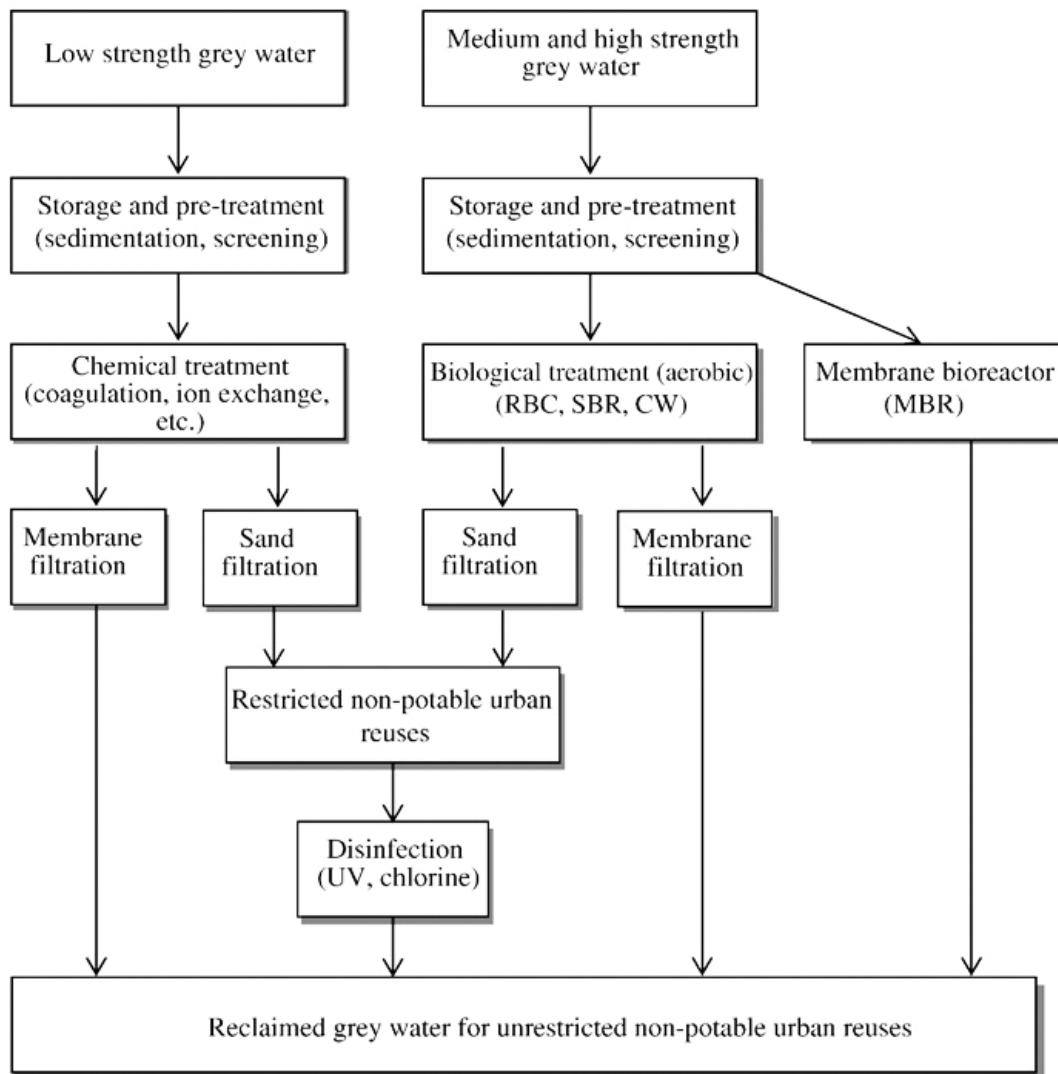 Low strength grey water
Medium and high strength
grey water
Storage and pre-treatment
(sedimentation, screening)
Storage and pre-treatment
(sedimentation, screening)
Chemical treatment
(coagulation, ion exchange,
etc.)
Biological treatment (aerobic)
(RBC, SBR, CW)
Membrane bioreactor
(MBR)
Membrane
filtration
Sand
filtration
Sand
filtration
Membrane
filtration
Restricted non-potable urban
reuses
Disinfection
(UV, chlorine)
Reclaimed grey water for unrestricted non-potable urban reuses